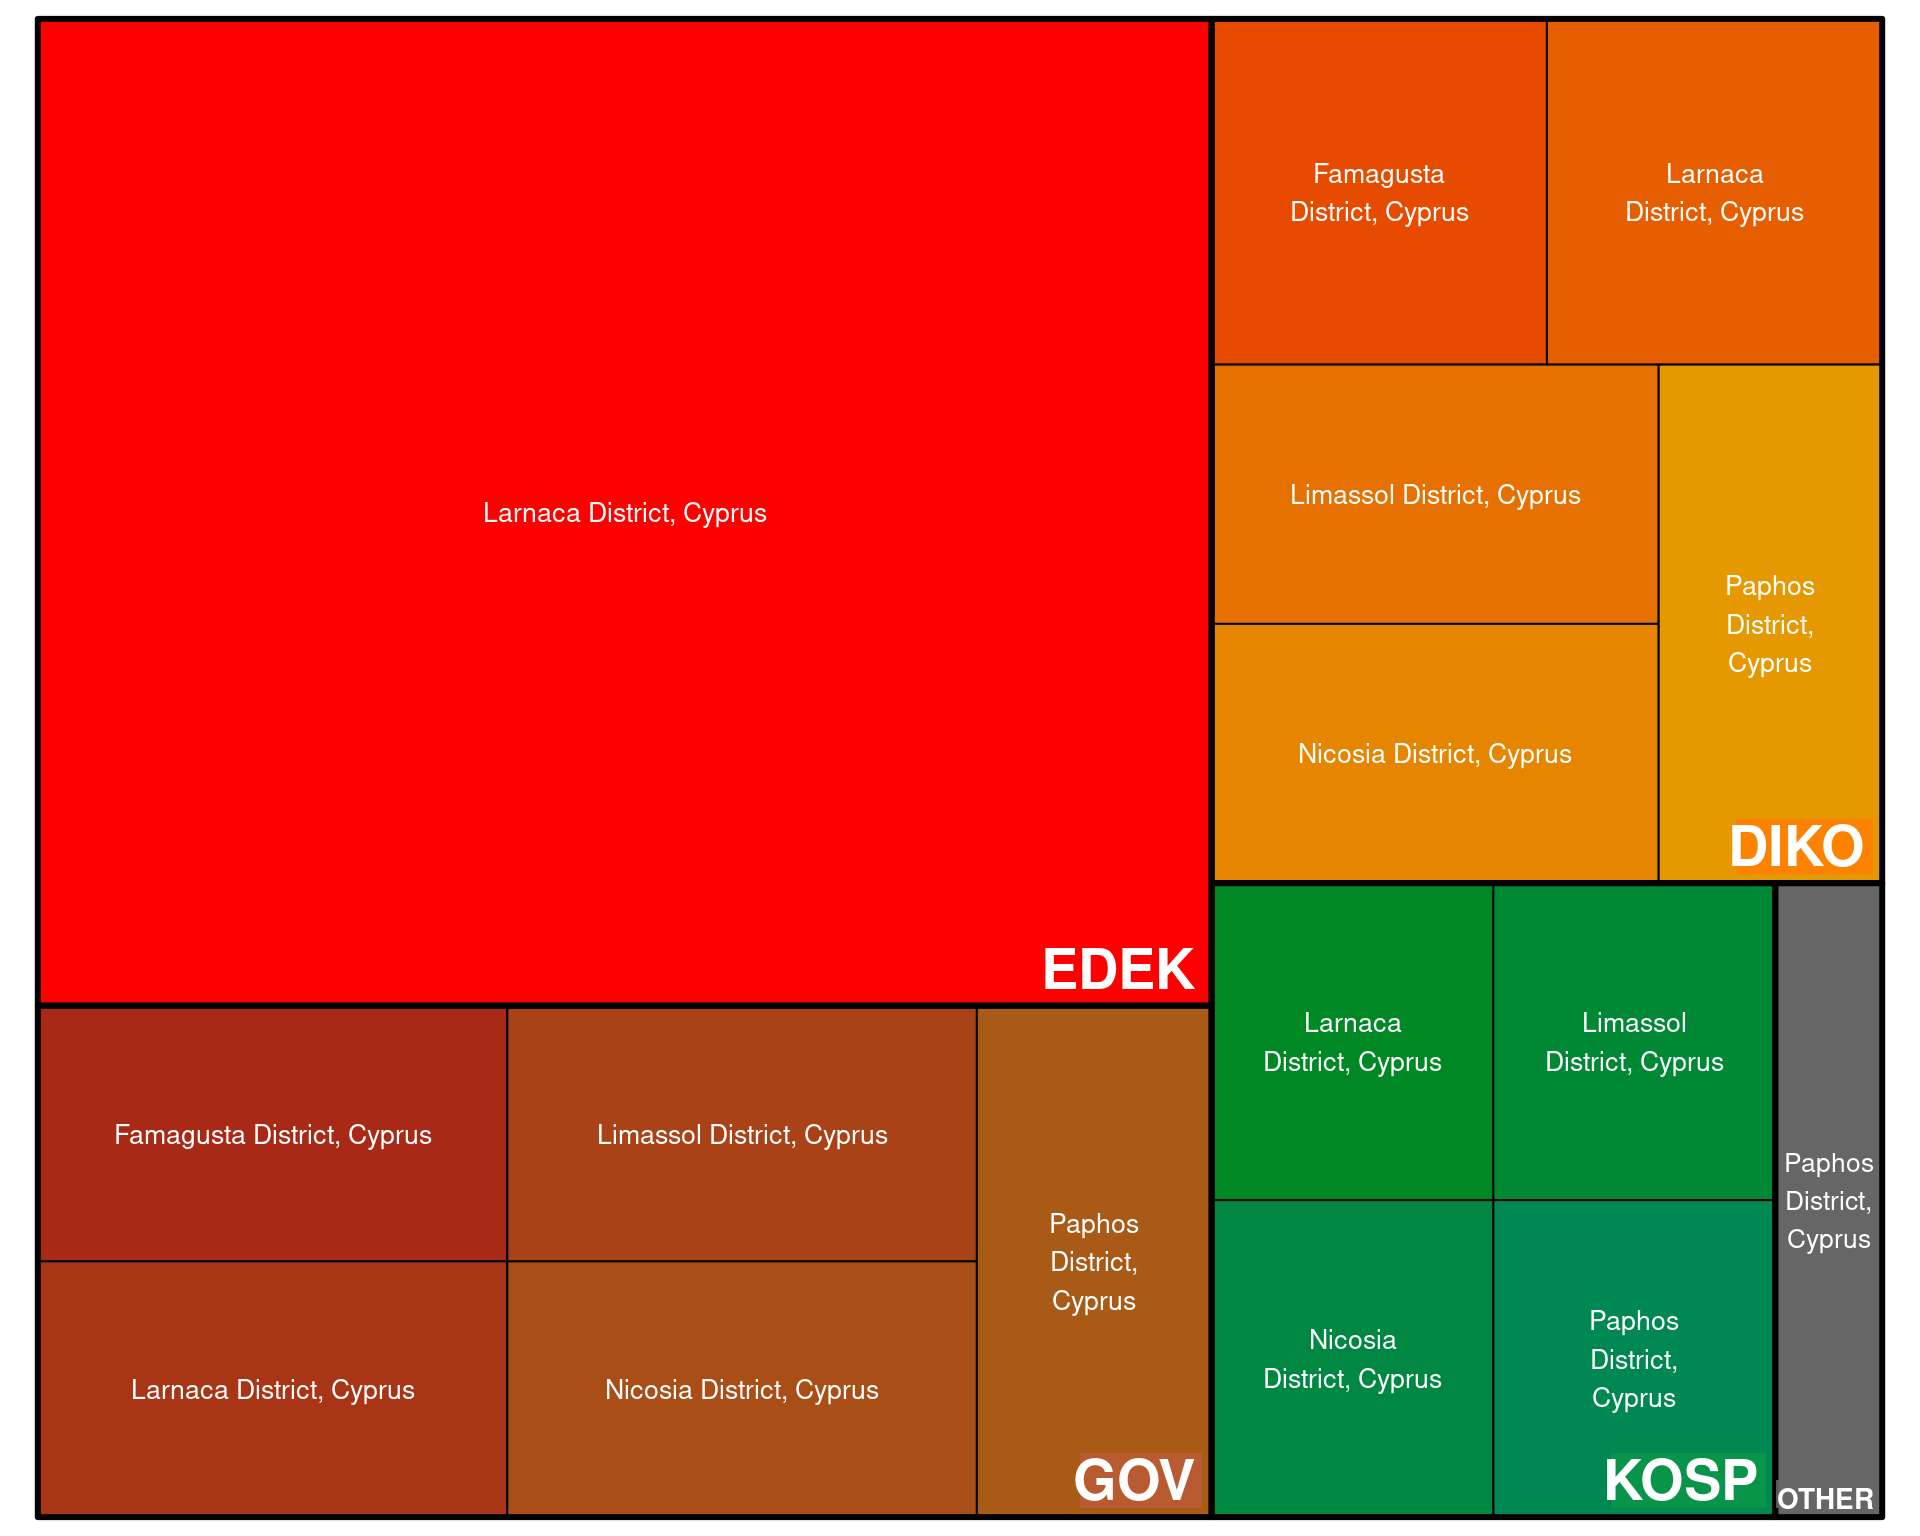 Larnaca District, Cyprus
EDEK
Famagusta
District, Cyprus
Larnaca
District, Cyprus
Limassol District, Cyprus
Nicosia District, Cyprus
Paphos
District,
Cyprus
DIKO
Famagusta District, Cyprus
Limassol District, Cyprus
Larnaca District, Cyprus
Nicosia District, Cyprus
Paphos
District,
Cyprus
GOV
Larnaca
District, Cyprus
Limassol
District, Cyprus
Nicosia
District, Cyprus
Paphos
District,
Cyprus
KOSP
Paphos
District,
Cyprus
OTHER